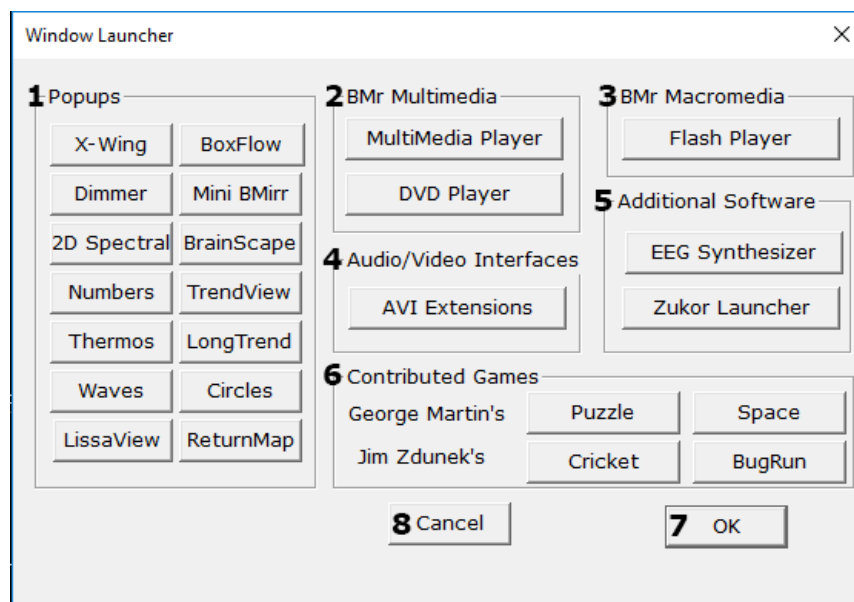 Window Launcher
1 Popups
X-Wing BoxFlow
Dimmer Mini BMirr
2D Spectral BrainScape
Numbers TrendView
Thermos LongTrend
Waves Circles
LissaView ReturnMap
2 BMr Multimedia
MultiMedia Player
DVD Player
3 BMr Macromedia
Flash Player
4 Audio/Video Interfaces
AVI Extensions
5 Additional Software
EEG Synthesizer
Zukor Launcher
6 Contributed Games
George Martin's Puzzle Space
Jim Zdunek's Cricket BugRun
8 Cancel
7 OK